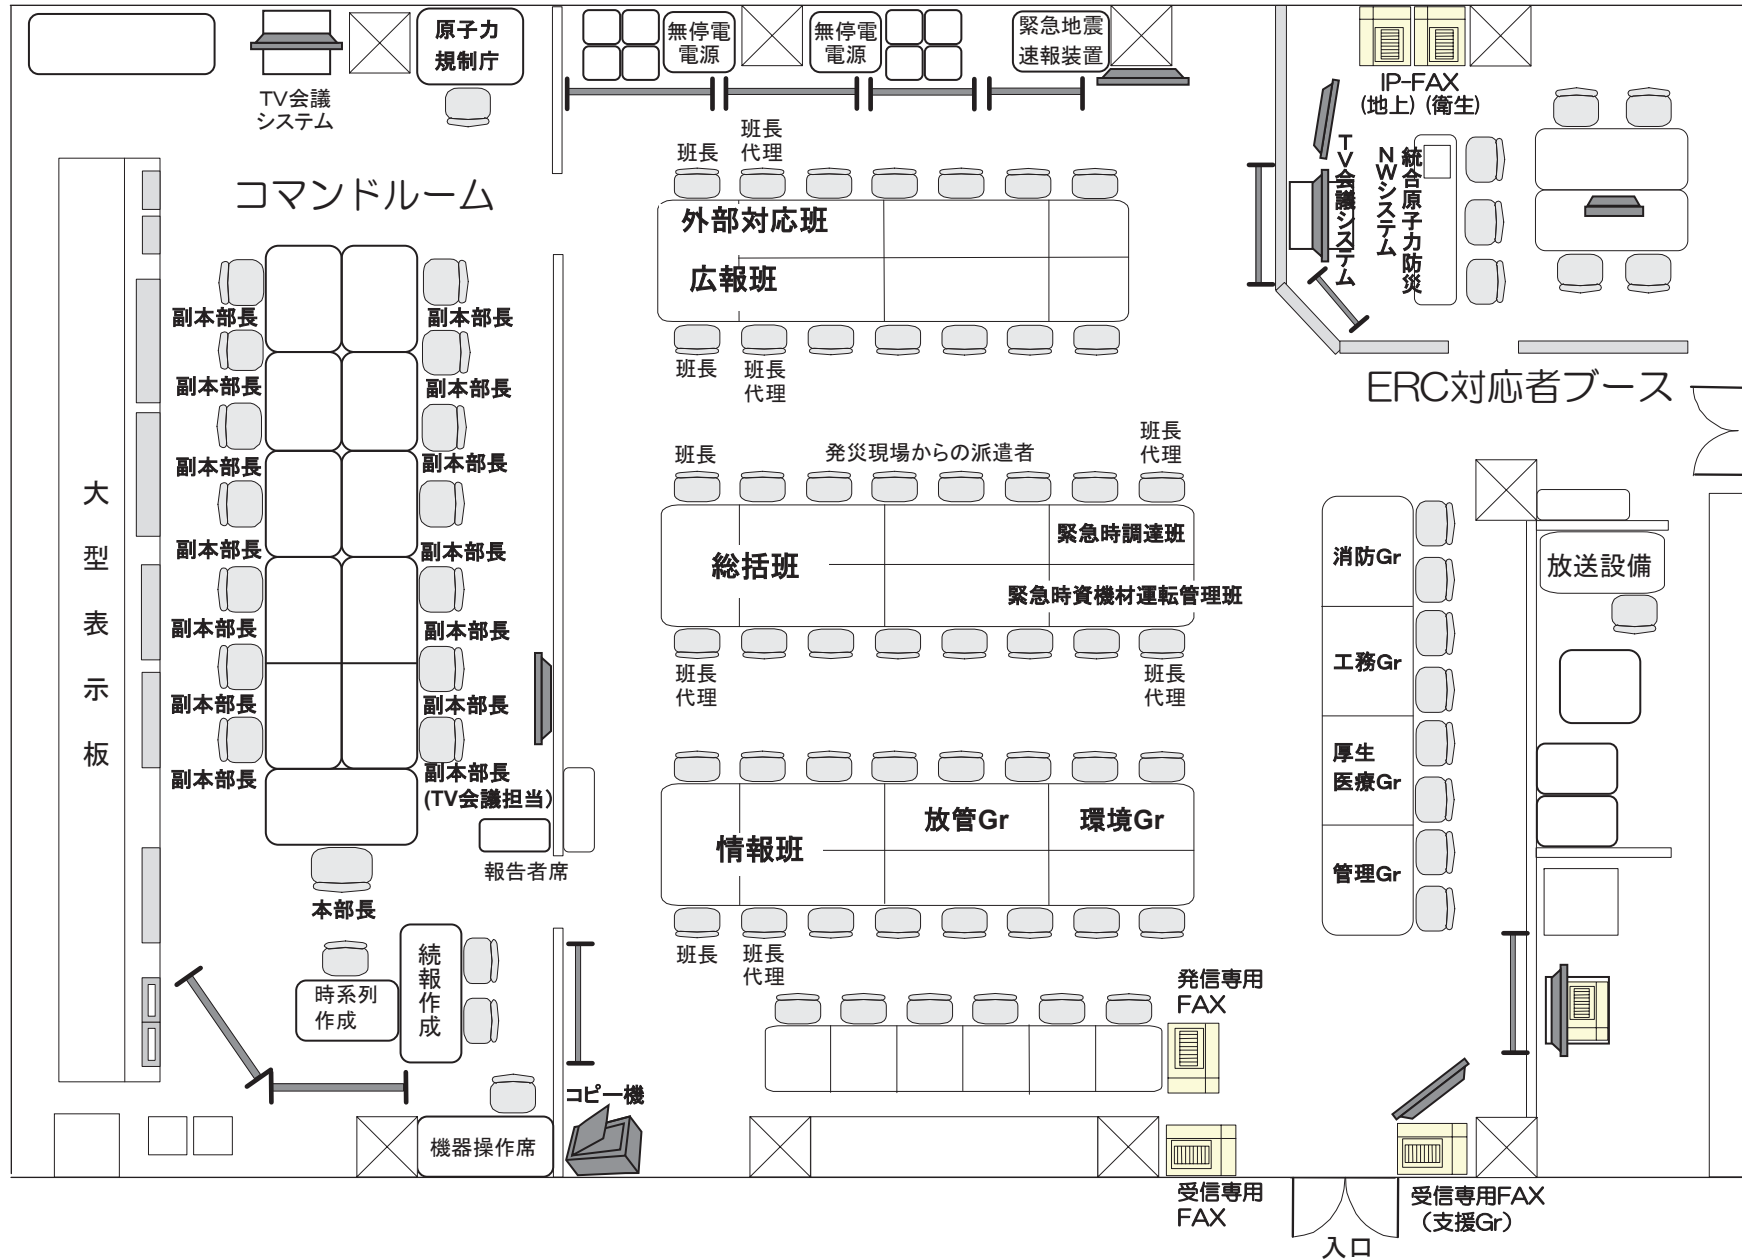 原子力
規制庁
無停電
電源
無停電
電源
緊急地震
速報装置
TV会議
システム
IP-FAX
(地上)(衛生)
コマンドルーム
班長
班長
代理
外部対応班
広報班
班長
班長
代理
TV会議システム
統合原子力防災
NWシステム
ERC対応者ブース
大型表示板
副本部長
副本部長
副本部長
副本部長
副本部長
副本部長
副本部長
副本部長
副本部長
副本部長
副本部長
副本部長
副本部長
副本部長
(TV会議担当)
報告者席
本部長
班長
発災現場からの派遣者
班長
代理
総括班
緊急時調達班
緊急時資機材運転管理班
班長
代理
班長
代理
消防Gr
工務Gr
厚生
医療Gr
管理Gr
放送設備
情報班
放管Gr
環境Gr
班長
班長
代理
時系列
作成
続報作成
発信専用
FAX
コピー機
機器操作席
受信専用
FAX
受信専用FAX
(支援Gr)
入口